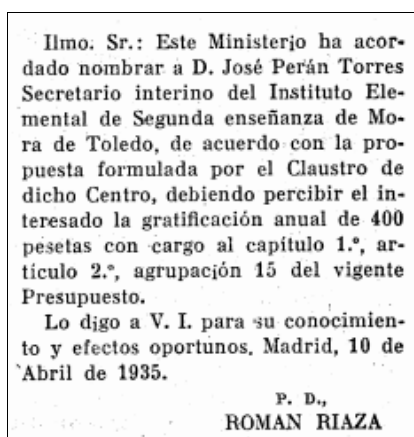 Ilmo. Sr.: Este Ministerio ha acor-
dado nombrar a D. José Perán Torres
Secretario interino del Instituto Ele-
mental de Segunda enseñanza de Mo-
ra de Toledo, de acuerdo con la pro-
puesta formulada por el Claustro de
dicho Centro, debiendo percibir el in-
teresado la gratificación anual de 400
pesetas con cargo al capítulo 1.º, ar-
tículo 2.º, agrupación 15 del vigente
Presupuesto.
Lo digo a V. I. para su conocimien-
to y efectos oportunos. Madrid, 10 de
Abril de 1935.
P. D.,
ROMAN RIAZA